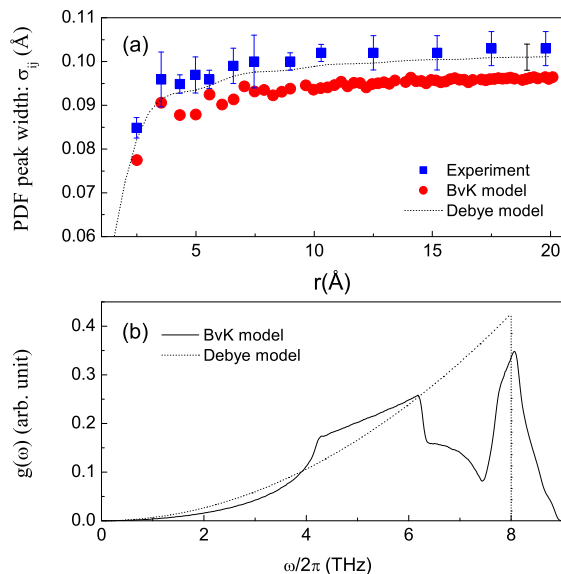 (a)
PDF peak width: σij (Å)
0.10
0.09
0.08
0.07
0.06
Experiment
BvK model
Debye model
5
10
15
20
r(Å)
(b)
g(ω) (arb. unit)
0.4
0.3
0.2
0.1
0.0
BvK model
Debye model
0
2
4
6
8
ω/2π (THz)